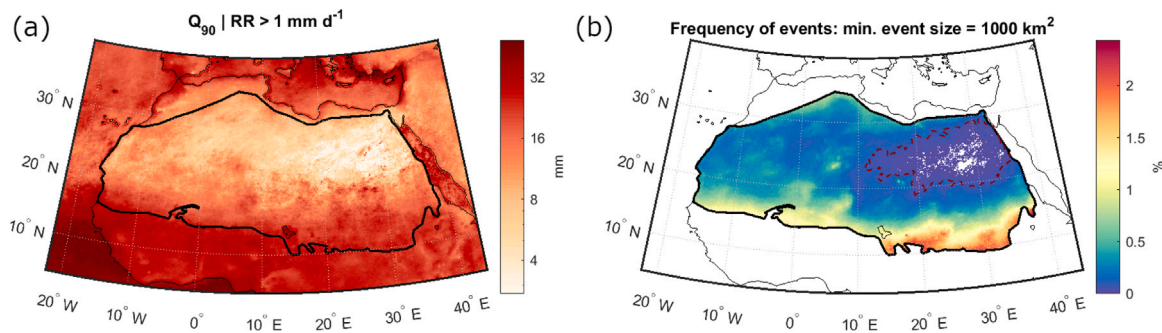 (a)
Q90 | RR > 1 mm d-1
30° N
20° N
10° N
20° W
10° W
0°
10° E
20° E
30° E
40° E
32
16
8
4
mm
(b)
Frequency of events: min. event size = 1000 km2
30° N
20° N
10° N
20° W
10° W
0°
10° E
20° E
30° E
40° E
2
1.5
1
0.5
0
%